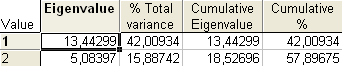 Value Eigenvalue % Total variance Cumulative Eigenvalue Cumulative %
1 13,44299 42,00934 13,44299 42,00934
2 5,08397 15,88742 18,52696 57,89675